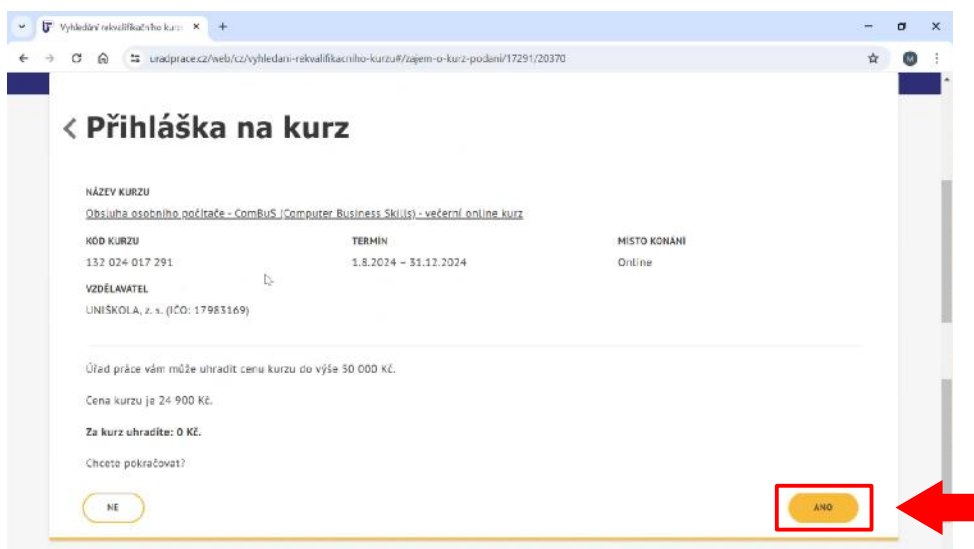 Vyhledání rekvalifikačního kurz
uradprace.cz/web/cz/vyhledani-rekvalifikacniho-kurzu#/zajem-o-kurz-podani/17291/20370
M
Přihláška na kurz
NÁZEV KURZU
Obsluha osobního počítače - ComBuS (Computer Business Skills) - večerní online kurz
KÓD KURZU TERMÍN MÍSTO KONÁNÍ
132 024 017 291 1.8.2024 – 31.12.2024 Online
VZDĚLAVATEL
UNIŠKOLA, z. s. (IČO: 17983169)
Úřad práce vám může uhradit cenu kurzu do výše 50 000 Kč.
Cena kurzu je 24 900 Kč.
Za kurz uhradíte: 0 Kč.
Chcete pokračovat?
NE ANO